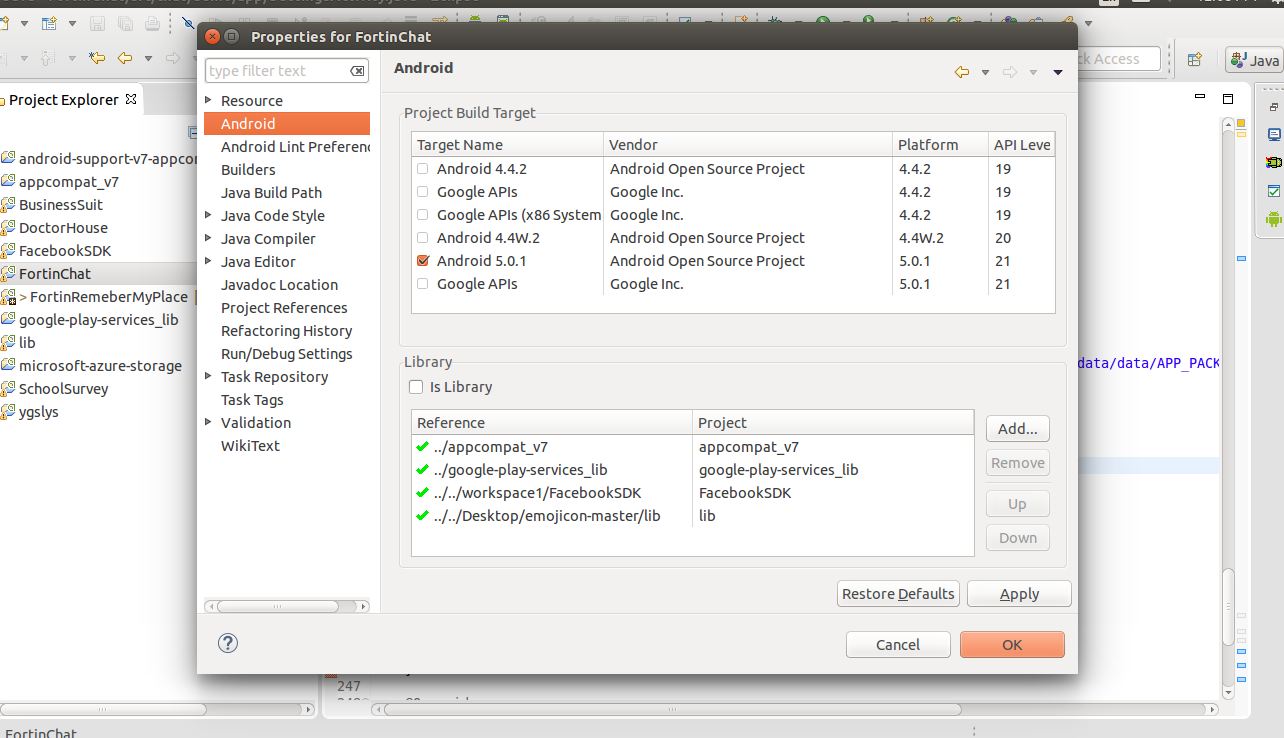 Properties for FortinChat
ck Access
Java
Project Explorer
type filter text
Android
Resource
Android
Android Lint Preferenc
Builders
Java Build Path
Java Code Style
Java Compiler
Java Editor
Javadoc Location
Project References
Refactoring History
Run/Debug Settings
Task Repository
Task Tags
Validation
WikiText
android-support-v7-appcon
appcompat_v7
BusinessSuit
DoctorHouse
FacebookSDK
FortinChat
> FortinRemeberMyPlace
google-play-services_lib
lib
microsoft-azure-storage
SchoolSurvey
ygslys
Project Build Target
Target Name Vendor Platform API Leve
Android 4.4.2 Android Open Source Project 4.4.2 19
Google APIs Google Inc. 4.4.2 19
Google APIs (x86 System Google Inc. 4.4.2 19
Android 4.4W.2 Android Open Source Project 4.4W.2 20
Android 5.0.1 Android Open Source Project 5.0.1 21
Google APIs Google Inc. 5.0.1 21
Library
Is Library
Reference Project
../appcompat_v7 appcompat_v7
../google-play-services_lib google-play-services_lib
../../workspace1/FacebookSDK FacebookSDK
../../Desktop/emojicon-master/lib lib
Add...
Remove
Up
Down
Restore Defaults
Apply
Cancel
OK
data/data/APP_PACK
247
FortinChat